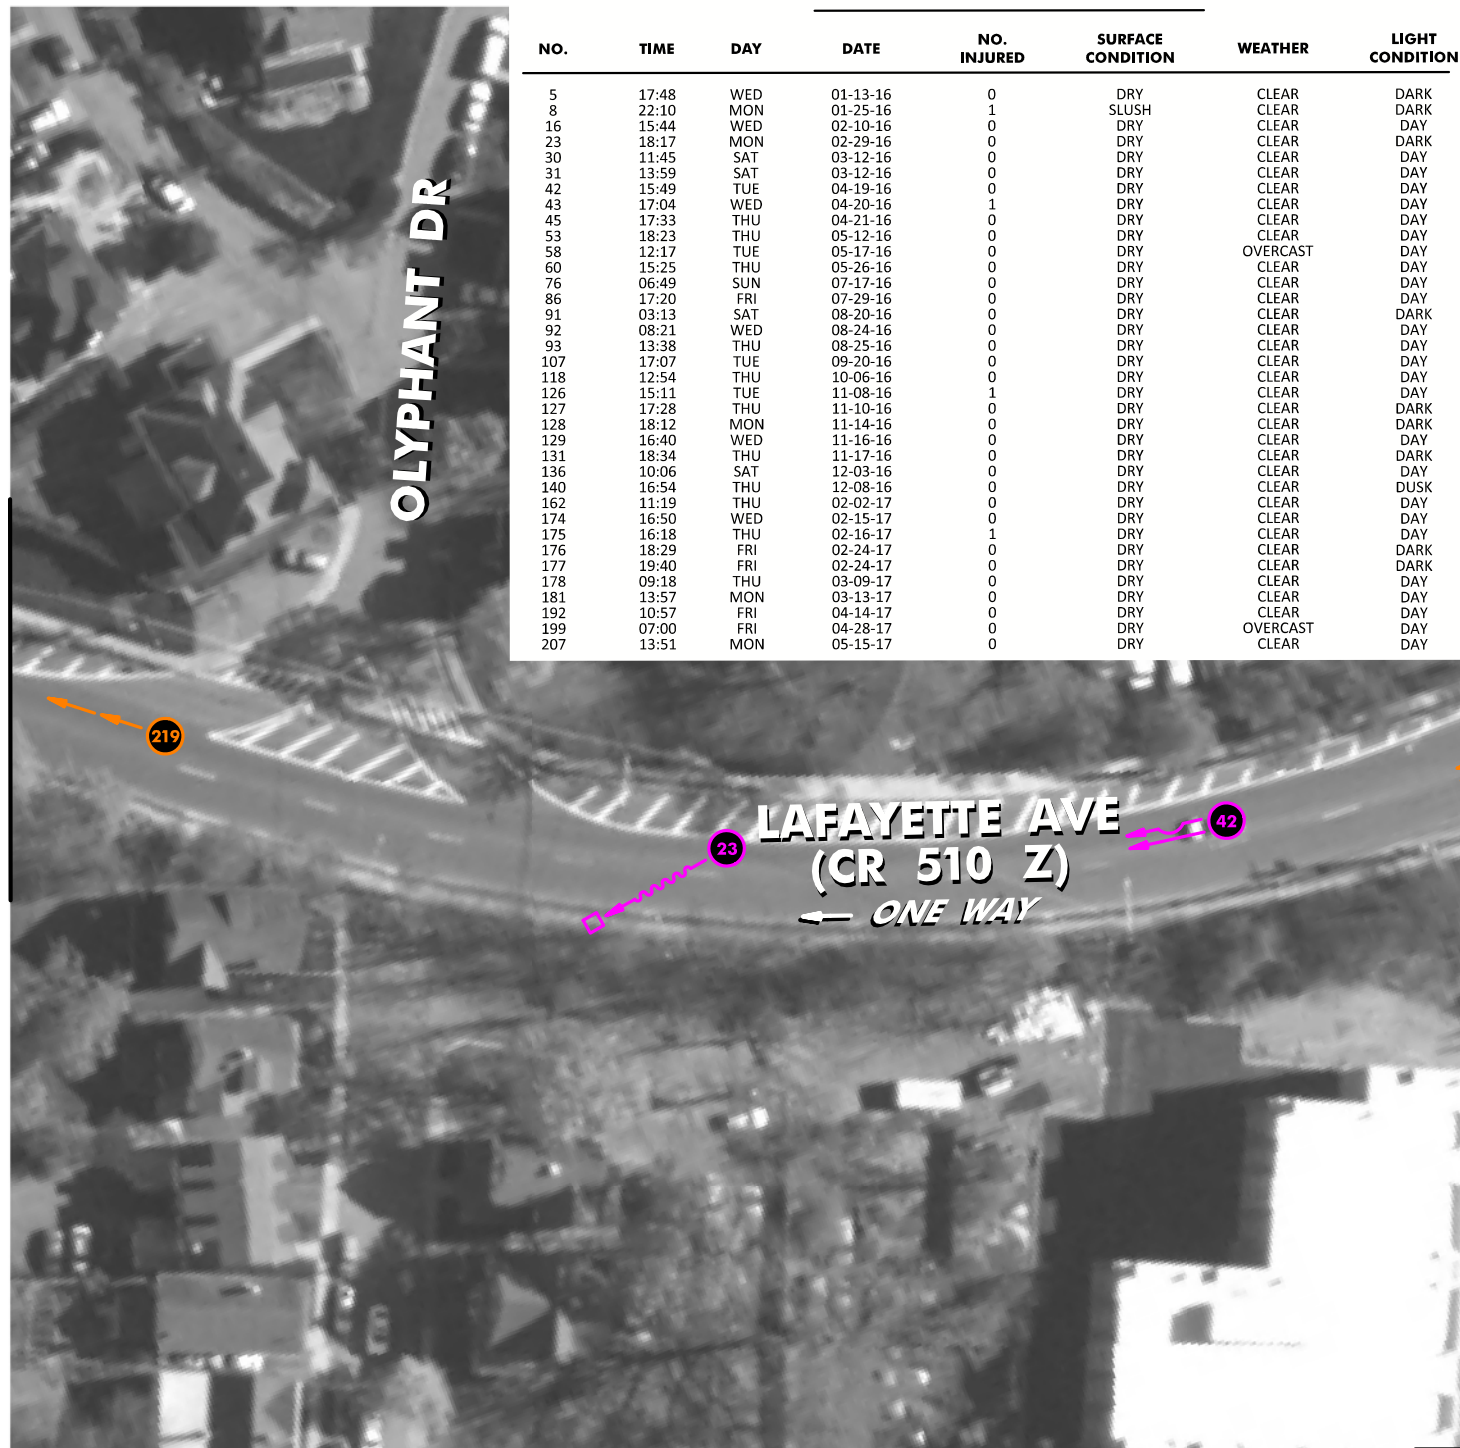 NO. TIME DAY DATE NO. INJURED SURFACE CONDITION WEATHER LIGHT CONDITION
5 17:48 WED 01-13-16 0 DRY CLEAR DARK
8 22:10 MON 01-25-16 1 SLUSH CLEAR DARK
16 15:44 WED 02-10-16 0 DRY CLEAR DAY
23 18:17 MON 02-29-16 0 DRY CLEAR DARK
30 11:45 SAT 03-12-16 0 DRY CLEAR DAY
31 13:59 SAT 03-12-16 0 DRY CLEAR DAY
42 15:49 TUE 04-19-16 0 DRY CLEAR DAY
43 17:04 WED 04-20-16 1 DRY CLEAR DAY
45 17:33 THU 04-21-16 0 DRY CLEAR DAY
53 18:23 THU 05-12-16 0 DRY CLEAR DAY
58 12:17 TUE 05-17-16 0 DRY OVERCAST DAY
60 15:25 THU 05-26-16 0 DRY CLEAR DAY
76 06:49 SUN 07-17-16 0 DRY CLEAR DAY
86 17:20 FRI 07-29-16 0 DRY CLEAR DAY
91 03:13 SAT 08-20-16 0 DRY CLEAR DARK
92 08:21 WED 08-24-16 0 DRY CLEAR DAY
93 13:38 THU 08-25-16 0 DRY CLEAR DAY
107 17:07 TUE 09-20-16 0 DRY CLEAR DAY
118 12:54 THU 10-06-16 0 DRY CLEAR DAY
126 15:11 TUE 11-08-16 1 DRY CLEAR DAY
127 17:28 THU 11-10-16 0 DRY CLEAR DARK
128 18:12 MON 11-14-16 0 DRY CLEAR DARK
129 16:40 WED 11-16-16 0 DRY CLEAR DAY
131 18:34 THU 11-17-16 0 DRY CLEAR DARK
136 10:06 SAT 12-03-16 0 DRY CLEAR DAY
140 16:54 THU 12-08-16 0 DRY CLEAR DUSK
162 11:19 THU 02-02-17 0 DRY CLEAR DAY
174 16:50 WED 02-15-17 0 DRY CLEAR DAY
175 16:18 THU 02-16-17 1 DRY CLEAR DAY
176 18:29 FRI 02-24-17 0 DRY CLEAR DARK
177 19:40 FRI 02-24-17 0 DRY CLEAR DARK
178 09:18 THU 03-09-17 0 DRY CLEAR DAY
181 13:57 MON 03-13-17 0 DRY CLEAR DAY
192 10:57 FRI 04-14-17 0 DRY CLEAR DAY
199 07:00 FRI 04-28-17 0 DRY OVERCAST DAY
207 13:51 MON 05-15-17 0 DRY CLEAR DAY
OLYPHANT DR
219
LAFAYETTE AVE
42
23
(CR 510 Z)
ONE WAY